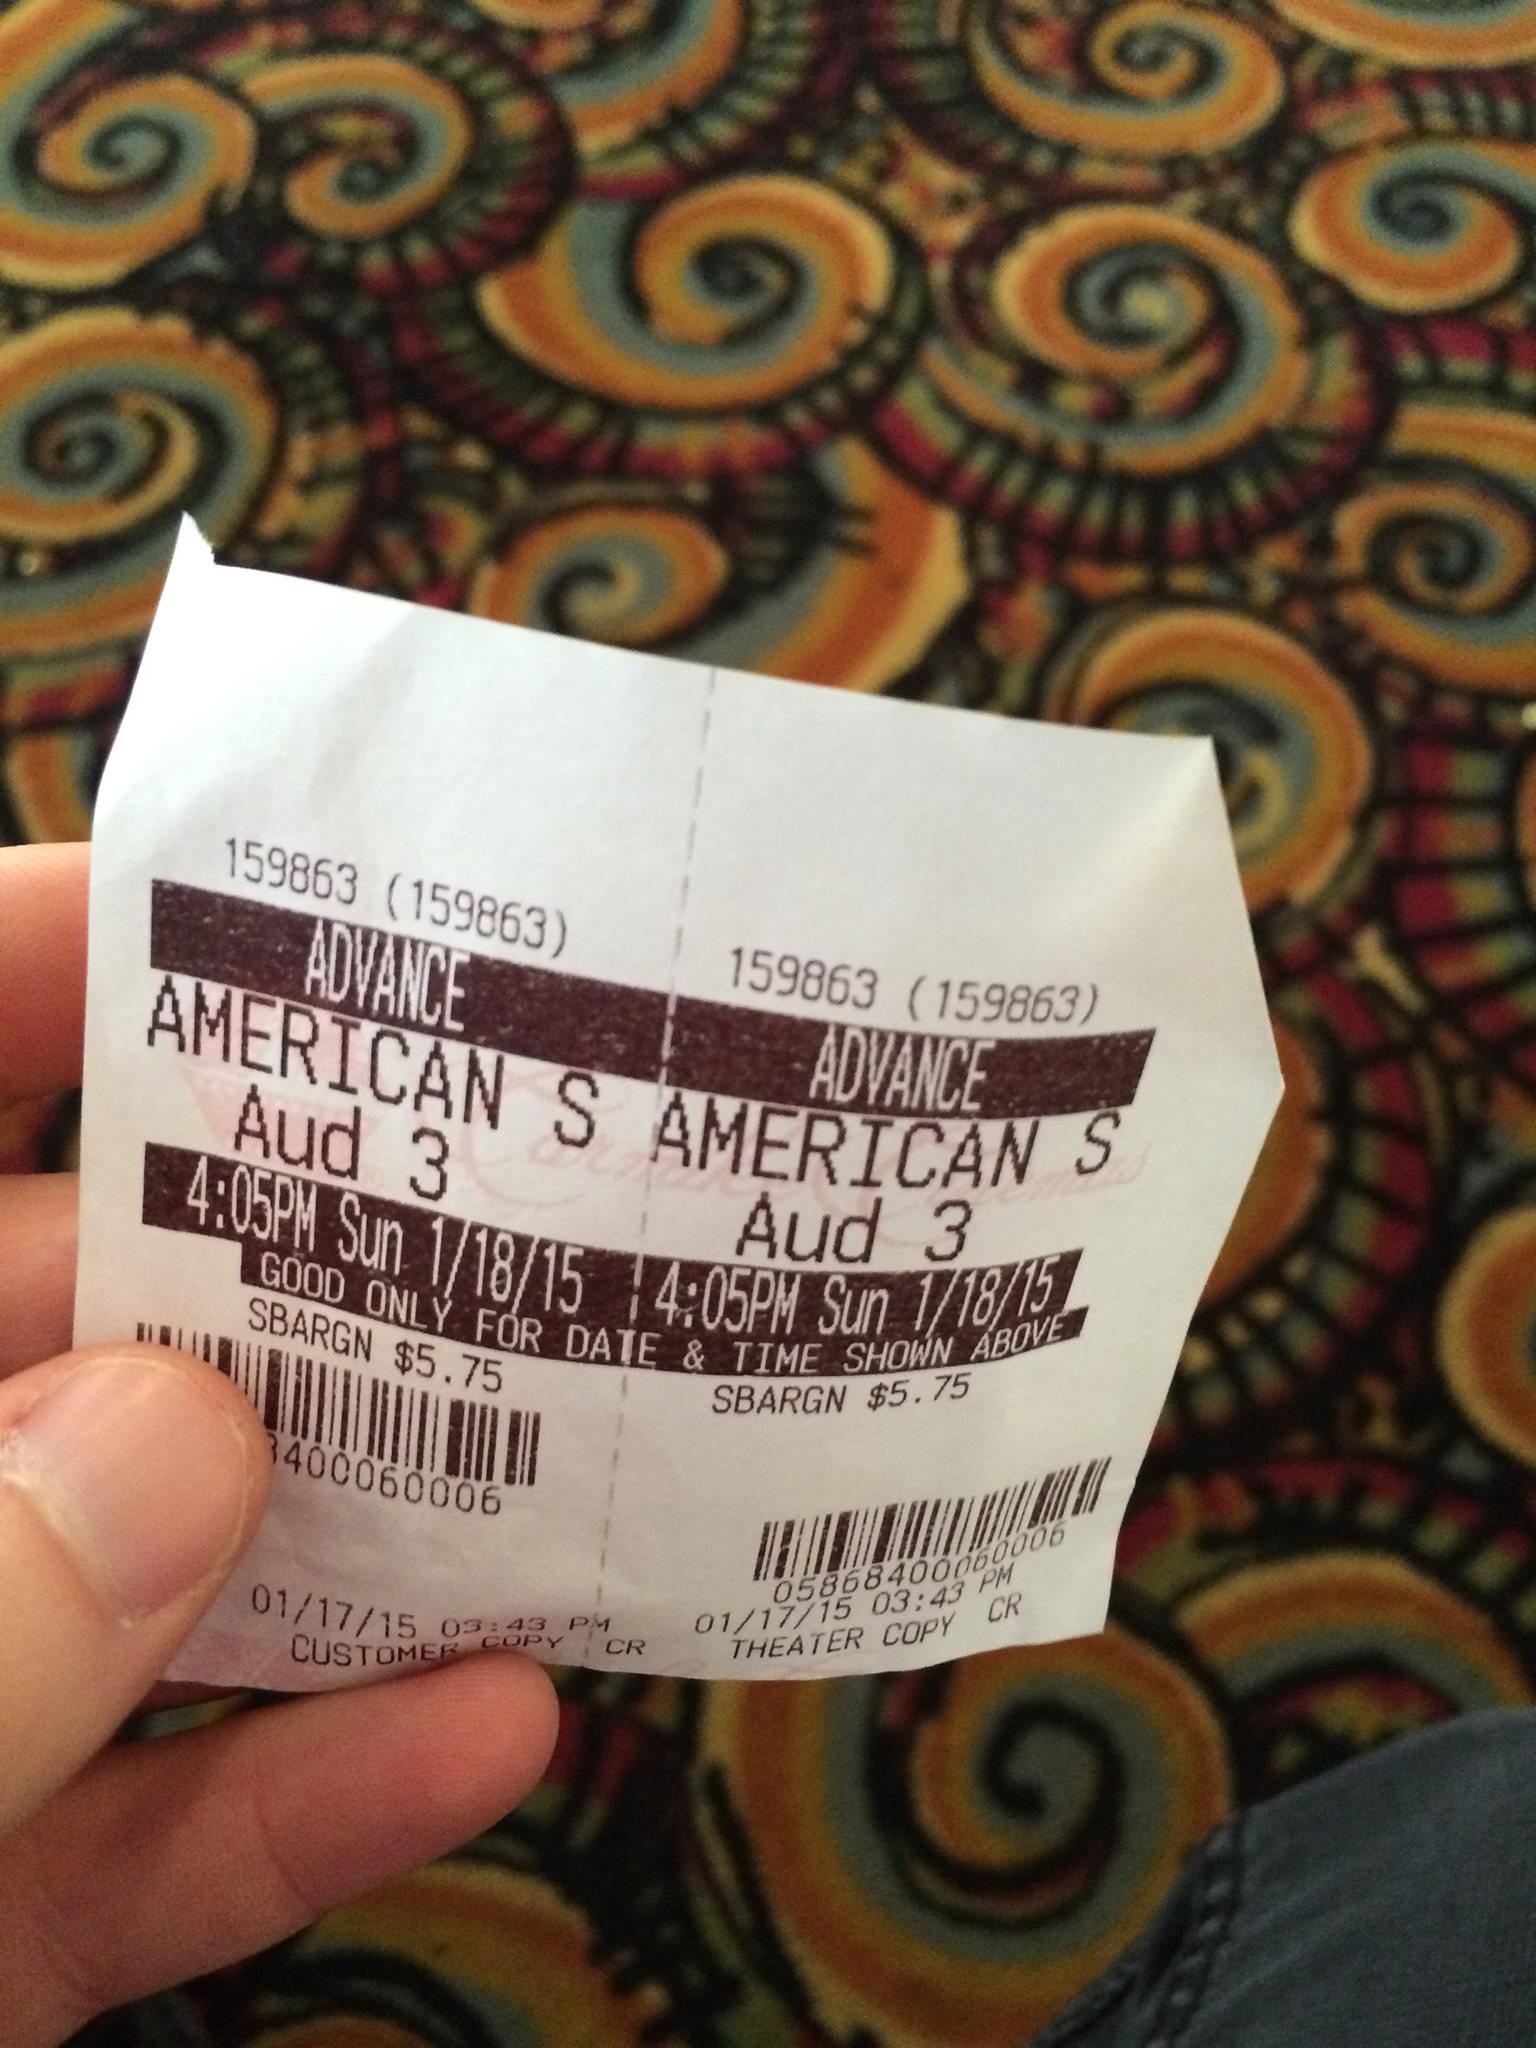 159863 (159863)
ADVANCE
AMERICAN S
Aud 3
4:05PM Sun 1/18/15
GOOD ONLY FOR DATE & TIME SHOWN ABOVE
SBARGN $5.75
400060006
01/17/15 03:43 PM
CUSTOMER COPY CR
159863 (159863)
ADVANCE
AMERICAN S
Aud 3
4:05PM Sun 1/18/15
SBARGN $5.75
05868400060006
01/17/15 03:43 PM
THEATER COPY CR